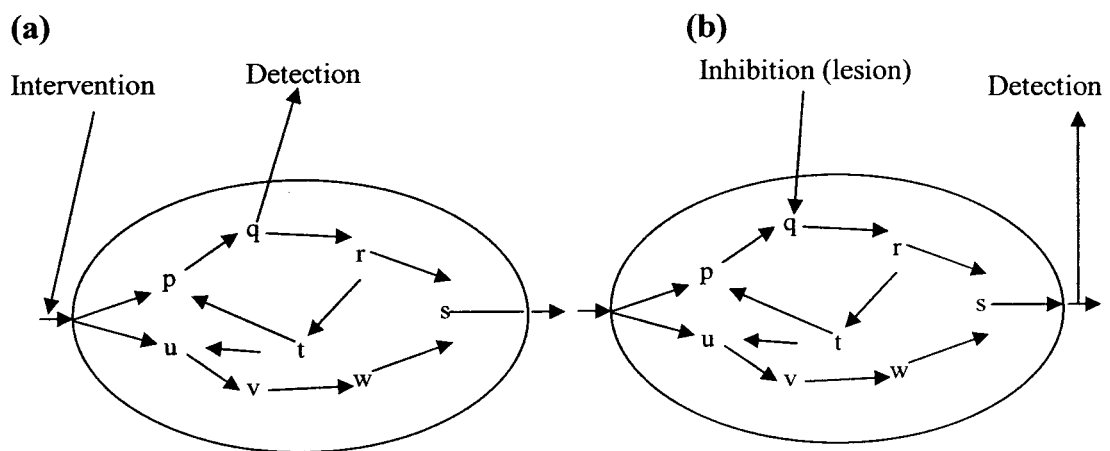 (a)
Intervention
Detection
q
r
p
s
u
t
v
w
(b)
Inhibition (lesion)
Detection
q
r
p
s
u
t
v
w